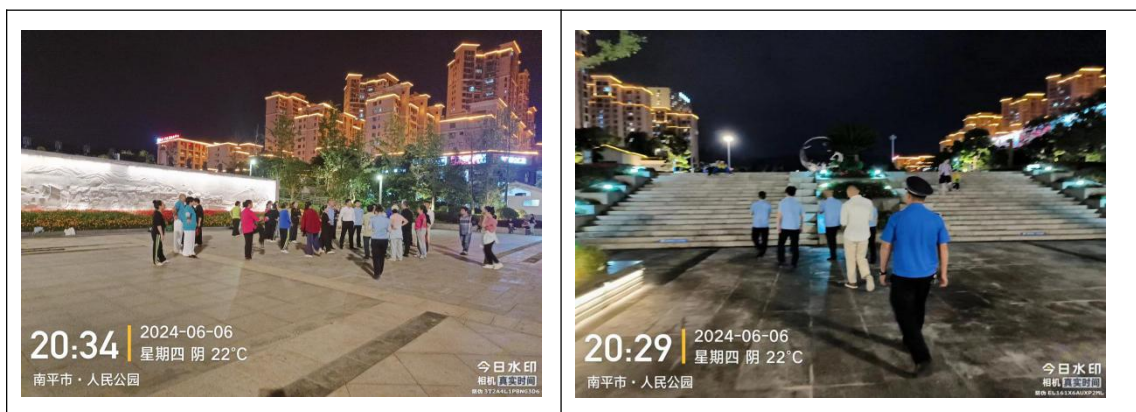 20:34
2024-06-06
星期四 阴 22°C
南平市·人民公园
今日水印
相机 真实时间
20:29
2024-06-06
星期四 阴 22°C
南平市·人民公园
今日水印
相机 真实时间